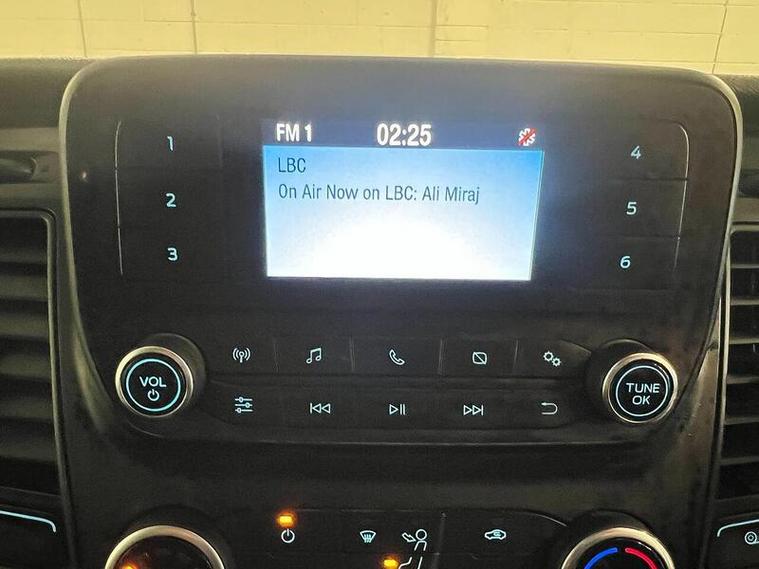 FM 1 02:25
LBC
On Air Now on LBC: Ali Miraj
1
2
3
4
5
6
VOL
TUNE
OK